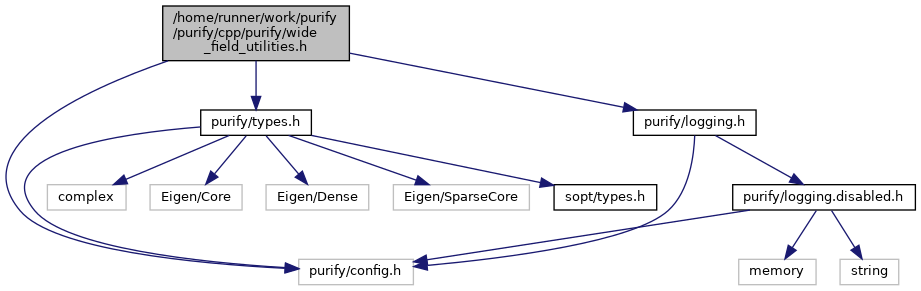 /home/runner/work/purify
/purify/cpp/purify/wide
_field_utilities.h
purify/types.h
purify/logging.h
complex
Eigen/Core
Eigen/Dense
Eigen/SparseCore
sopt/types.h
purify/logging.disabled.h
purify/config.h
memory
string